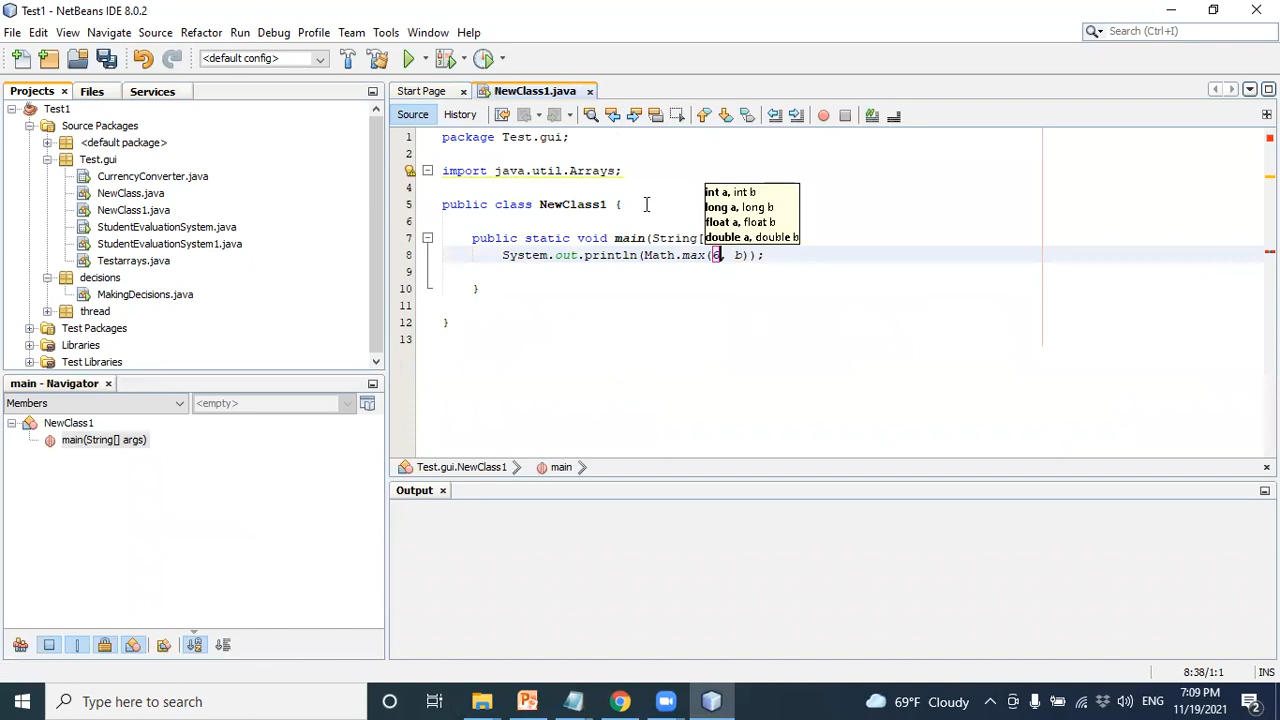 Test1 - NetBeans IDE 8.0.2
File Edit View Navigate Source Refactor Run Debug Profile Team Tools Window Help
Search (Ctrl+I)
<default config>
Projects Files Services
Start Page NewClass1.java
Source History
Test1
Source Packages
<default package>
Test.gui
CurrencyConverter.java
NewClass.java
NewClass1.java
StudentEvaluationSystem.java
StudentEvaluationSystem1.java
Testarrays.java
decisions
MakingDecisions.java
thread
Test Packages
Libraries
Test Libraries
1 package Test.gui;
2
3 import java.util.Arrays;
4
5 public class NewClass1 {
6
7 public static void main(String[
8 System.out.println(Math.max(6, b));
9
10 }
11
12 }
13
int a, int b
long a, long b
float a, float b
double a, double b
main - Navigator
Members <empty>
NewClass1
main(String[] args)
Test.gui.NewClass1 main
Output
8:38/1:1 INS
Type here to search
69°F Cloudy
ENG
7:09 PM
11/19/2021
2